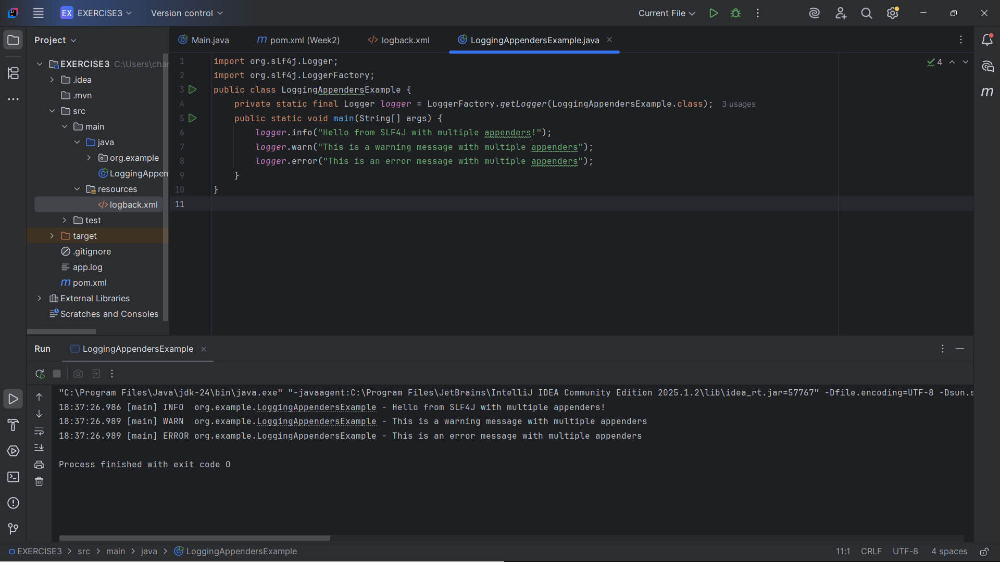 EX EXERCISE3 Version control Current File
Project
Main.java pom.xml (Week2) logback.xml LoggingAppendersExample.java
EXERCISE3 C:\Users\char
.idea
.mvn
src
main
java
org.example
LoggingAppen
resources
logback.xml
test
target
.gitignore
app.log
pom.xml
External Libraries
Scratches and Consoles
4
1 import org.slf4j.Logger;
2 import org.slf4j.LoggerFactory;
3 public class LoggingAppendersExample {
4 private static final Logger logger = LoggerFactory.getLogger(LoggingAppendersExample.class); 3 usages
5 public static void main(String[] args) {
6 logger.info("Hello from SLF4J with multiple appenders!");
7 logger.warn("This is a warning message with multiple appenders");
8 logger.error("This is an error message with multiple appenders");
9 }
10 }
11
Run LoggingAppendersExample
"C:\Program Files\Java\jdk-24\bin\java.exe" "-javaagent:C:\Program Files\JetBrains\IntelliJ IDEA Community Edition 2025.1.2\lib\idea_rt.jar=57767" -Dfile.encoding=UTF-8 -Dsun.s
18:37:26.986 [main] INFO  org.example.LoggingAppendersExample - Hello from SLF4J with multiple appenders!
18:37:26.989 [main] WARN  org.example.LoggingAppendersExample - This is a warning message with multiple appenders
18:37:26.989 [main] ERROR org.example.LoggingAppendersExample - This is an error message with multiple appenders
Process finished with exit code 0
EXERCISE3 > src > main > java > LoggingAppendersExample 11:1 CRLF UTF-8 4 spaces